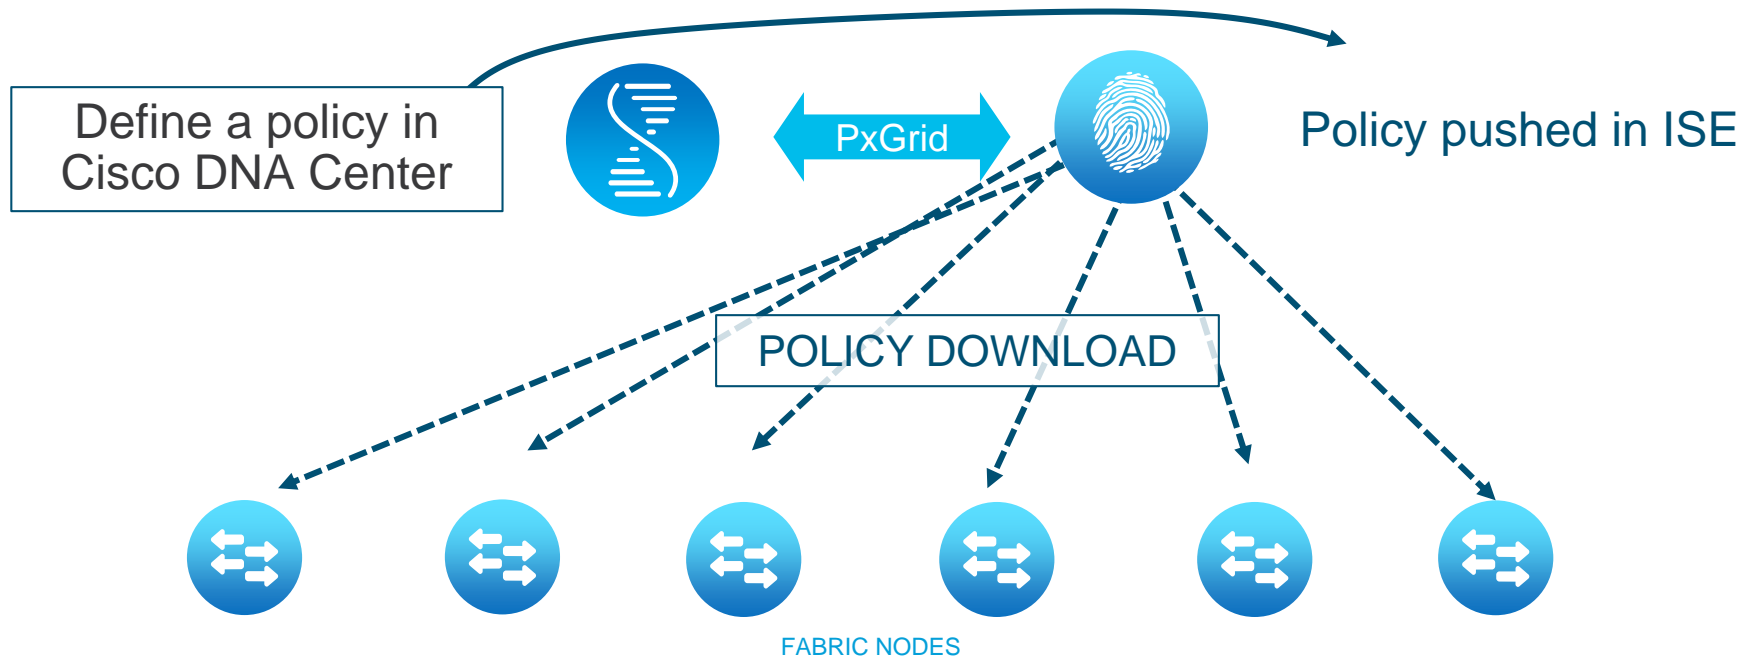 Define a policy in
Cisco DNA Center
PxGrid
Policy pushed in ISE
POLICY DOWNLOAD
FABRIC NODES